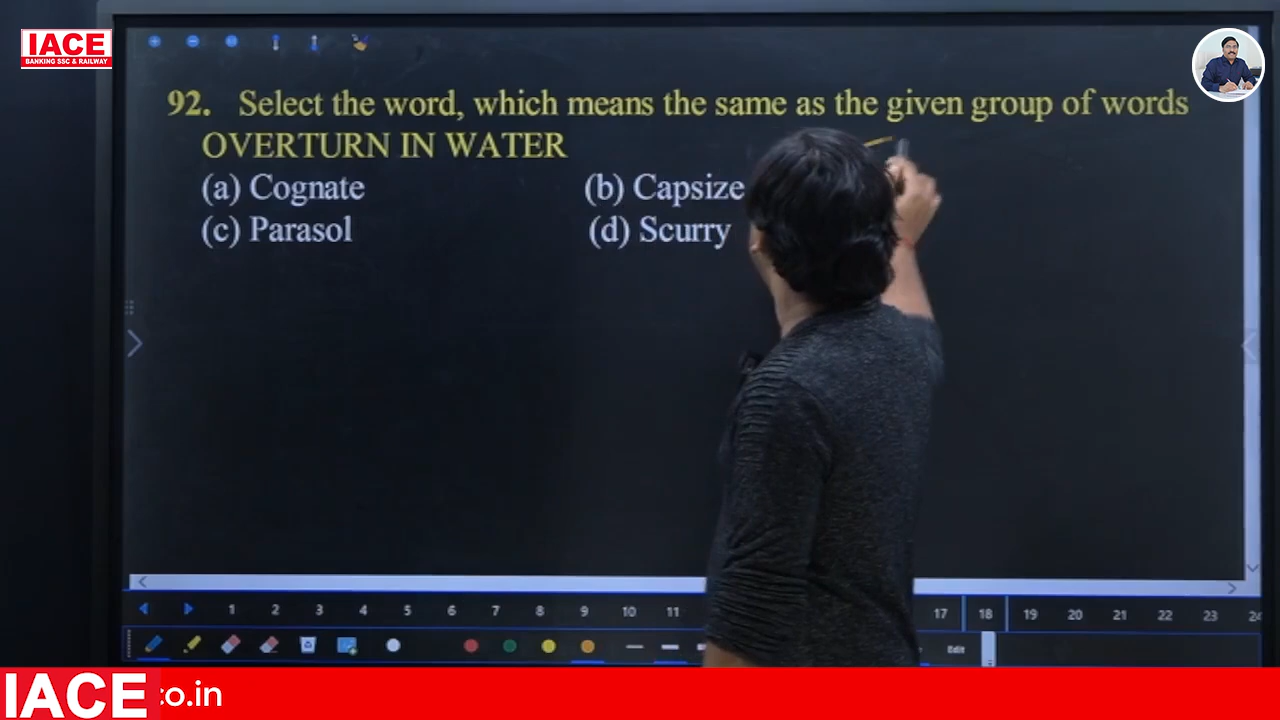 IACE
BANKING SSC & RAILWAY
92. Select the word, which means the same as the given group of words
OVERTURN IN WATER
(a) Cognate (b) Capsize
(c) Parasol (d) Scurry
1 2 3 4 5 6 7 8 9 10 11 17 18 19 20 21 22 23 24
Edit
IACE co.in